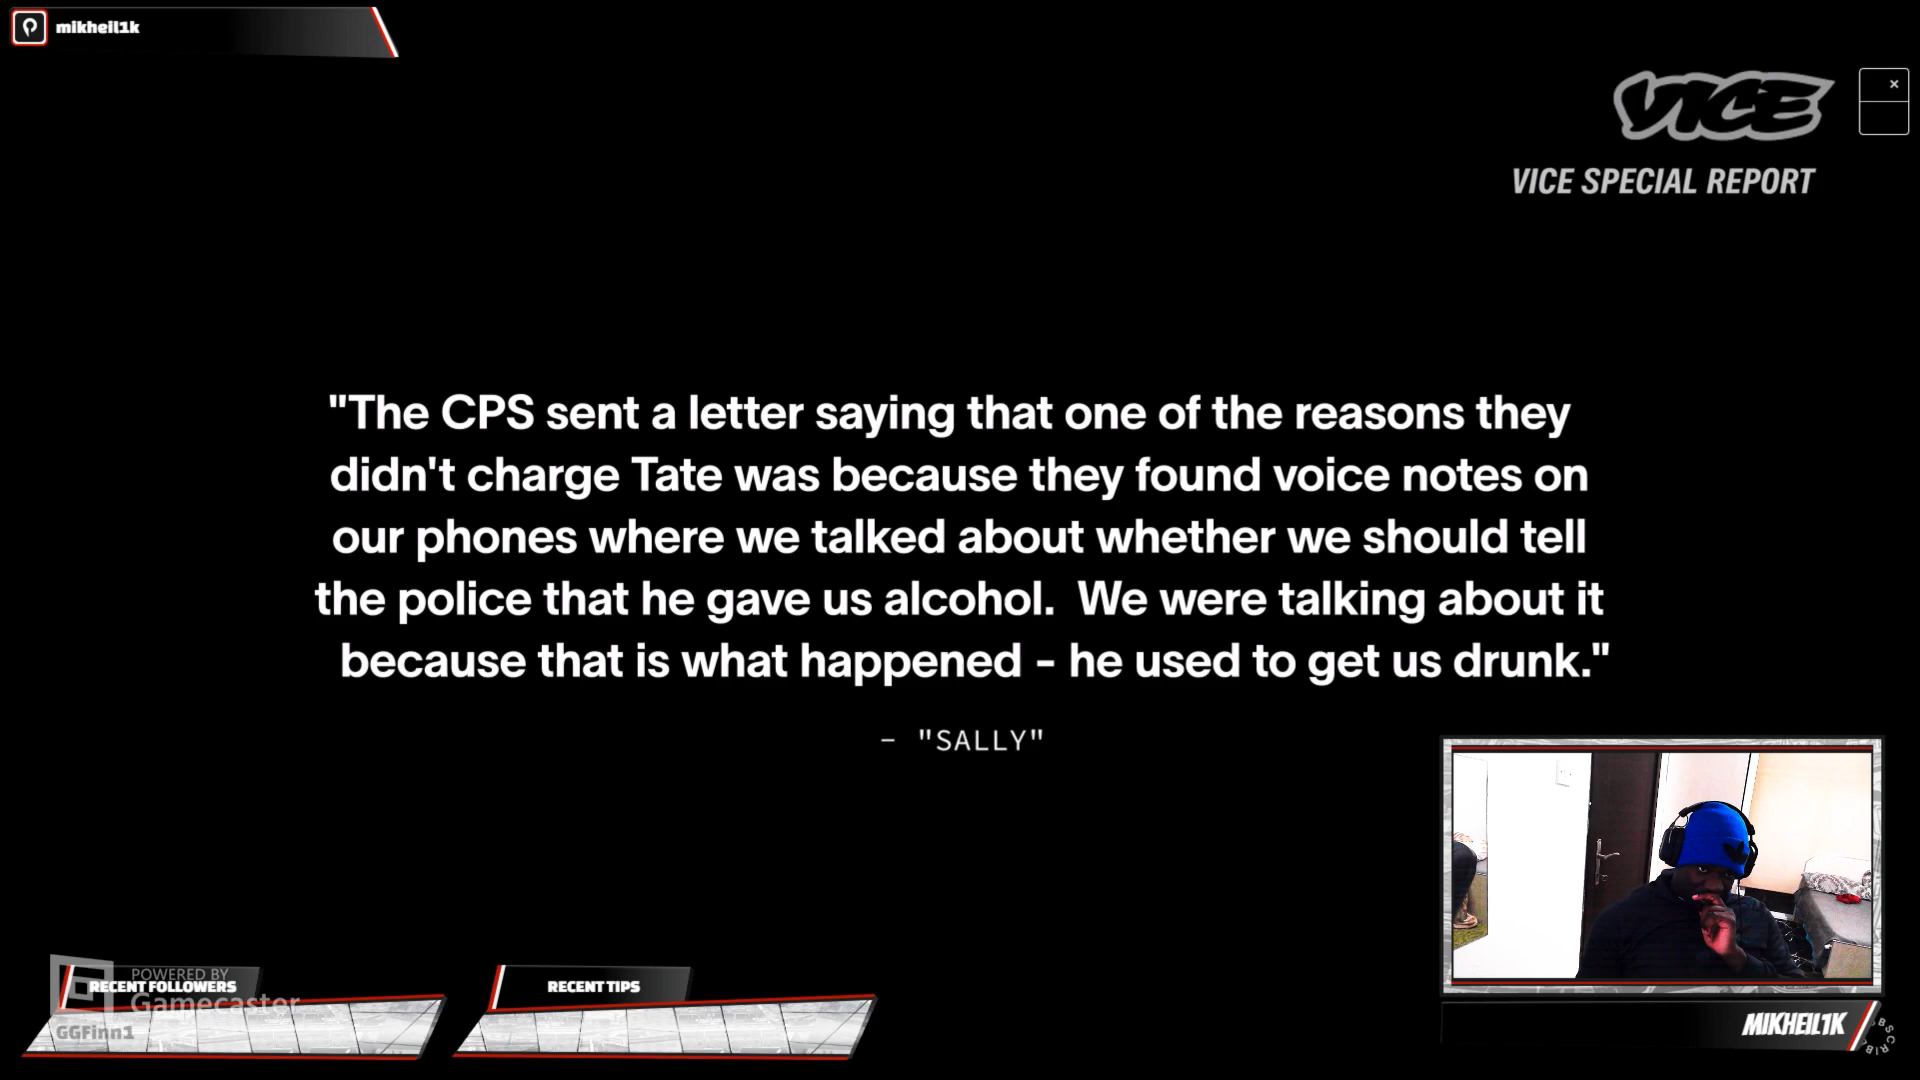 mikheil1k
VICE
VICE SPECIAL REPORT
"The CPS sent a letter saying that one of the reasons they
didn't charge Tate was because they found voice notes on
our phones where we talked about whether we should tell
the police that he gave us alcohol.  We were talking about it
because that is what happened - he used to get us drunk."
- "SALLY"
POWERED BY
Gamecaster
RECENT FOLLOWERS
GGFinn1
RECENT TIPS
MIKHEIL1K